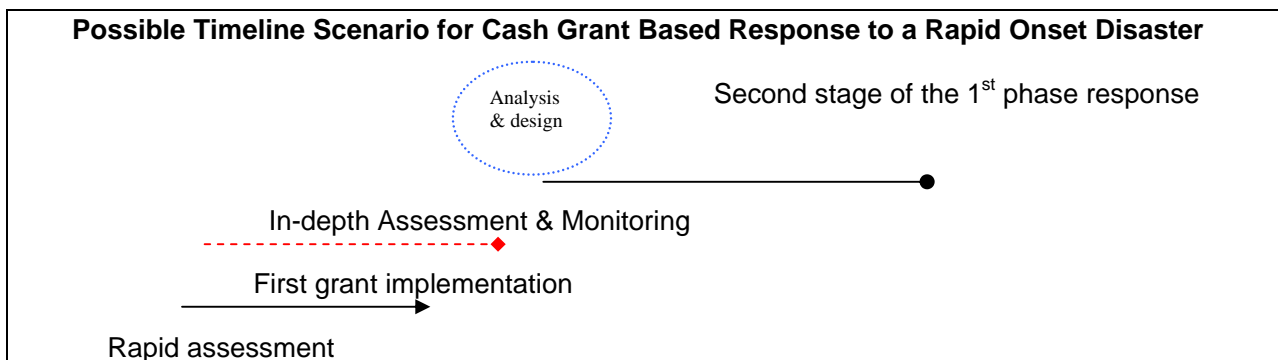 Possible Timeline Scenario for Cash Grant Based Response to a Rapid Onset Disaster
Analysis
& design
Second stage of the 1st phase response
In-depth Assessment & Monitoring
First grant implementation
Rapid assessment